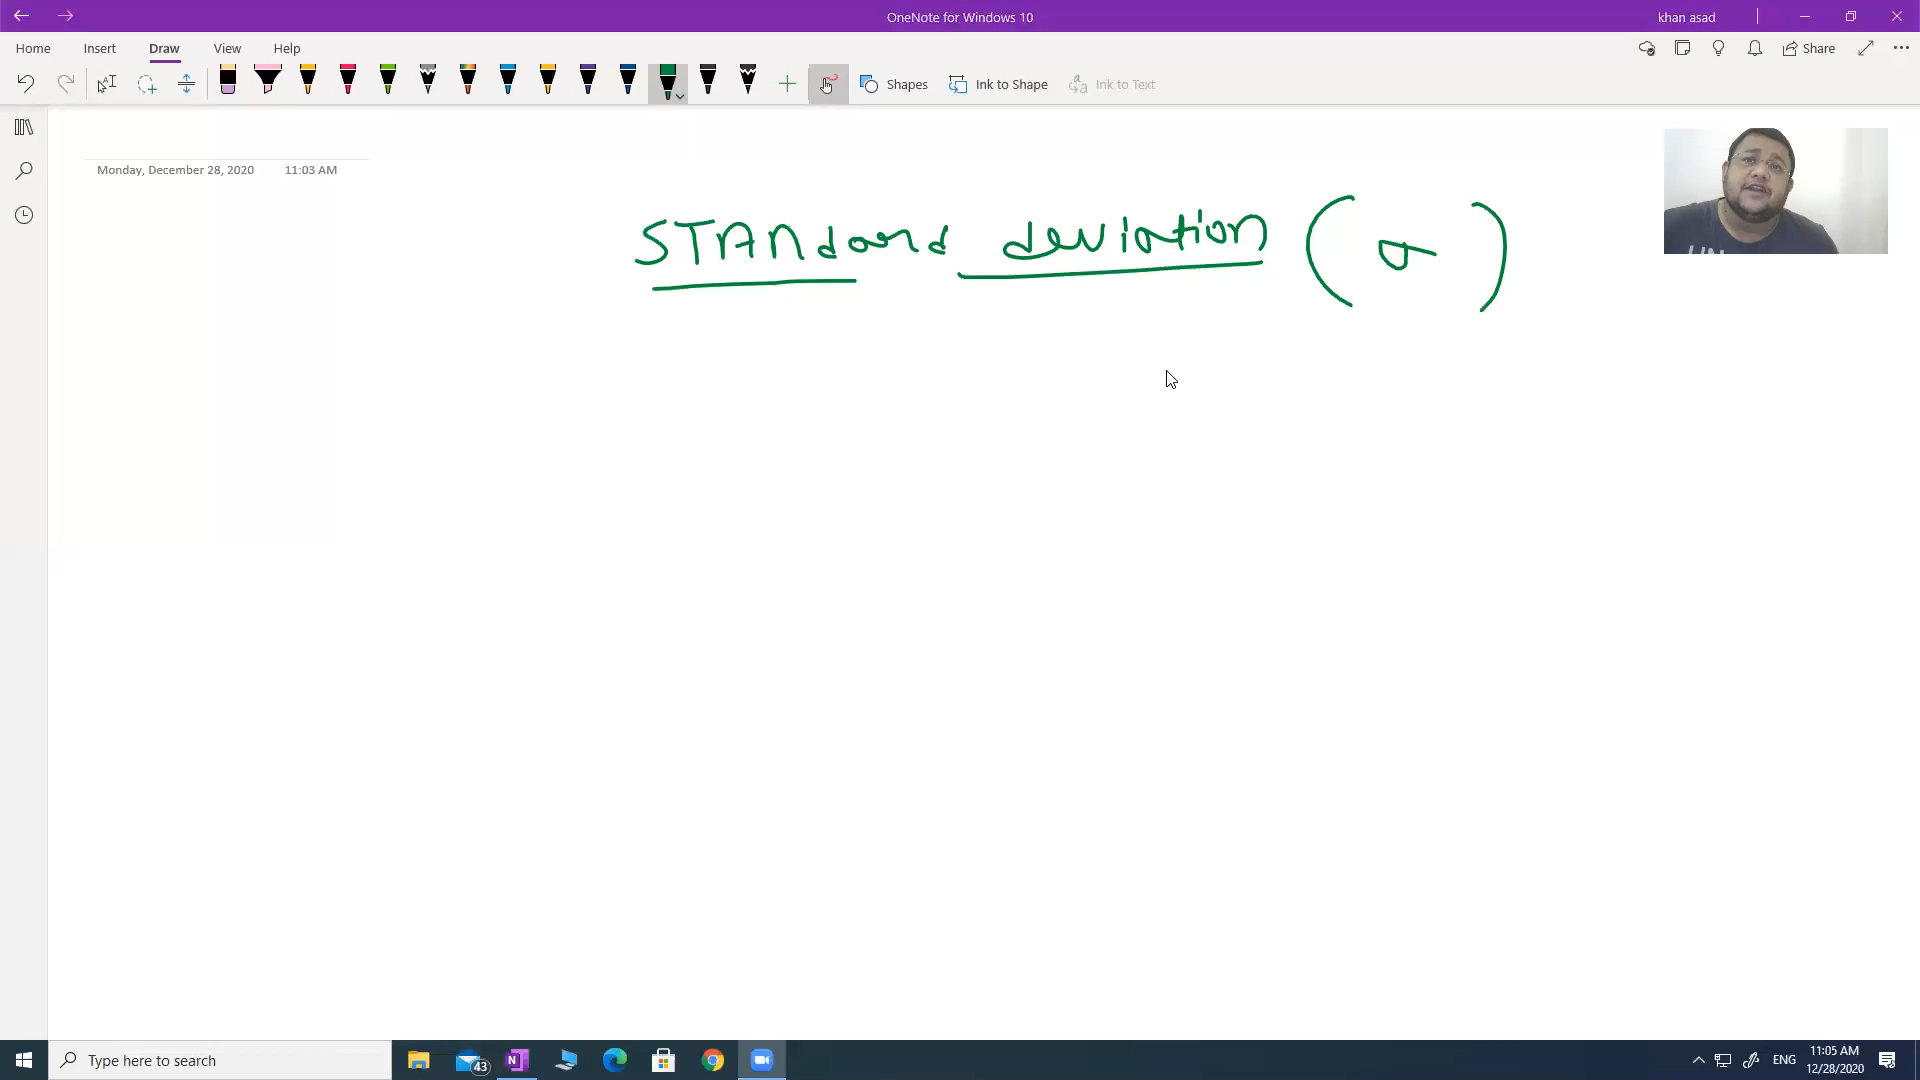 OneNote for Windows 10
khan asad
Home Insert Draw View Help
Share
Shapes Ink to Shape Ink to Text
Monday, December 28, 2020 11:03 AM
STANdard deviation (σ)
UN
Type here to search
43
N
ENG
11:05 AM
12/28/2020